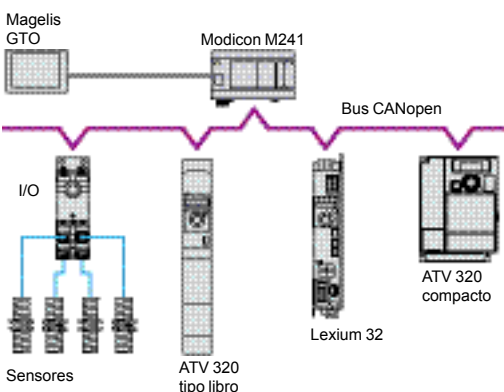 Magelis
GTO
Modicon M241
Bus CANopen
I/O
ATV 320
compacto
Lexium 32
Sensores
ATV 320
tipo libro